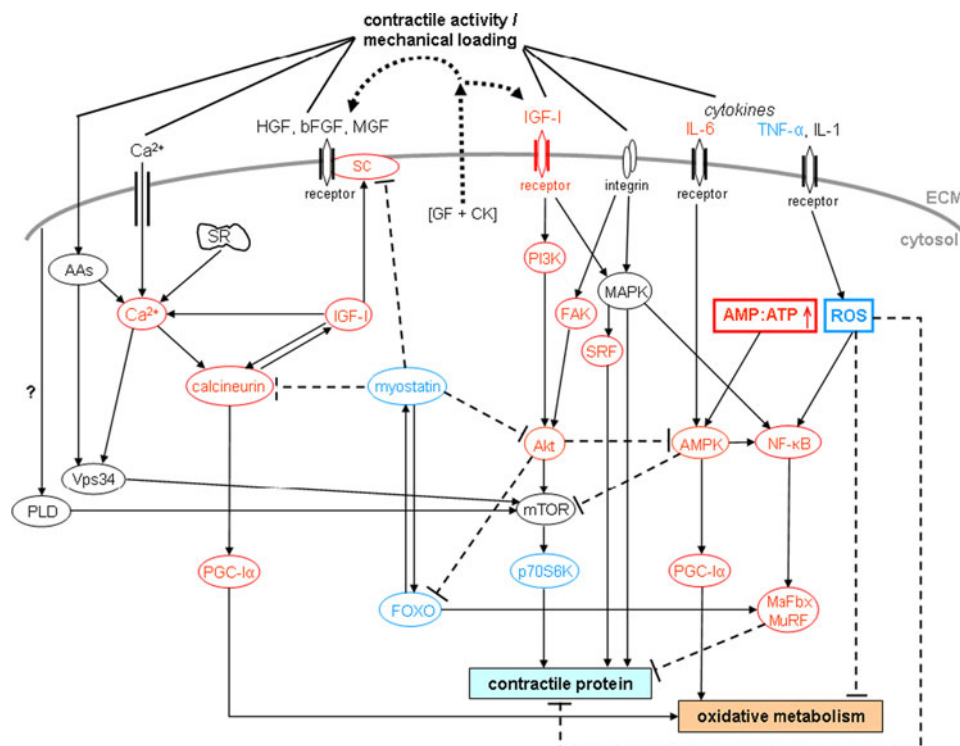 contractile activity /
mechanical loading
HGF, bFGF, MGF
IGF-I
cytokines
IL-6
TNF-α, IL-1
Ca²⁺
SC
receptor
receptor
integrin
receptor
receptor
ECM
cytosol
[GF + CK]
SR
AAs
PI3K
MAPK
Ca²⁺
IGF-I
FAK
AMP:ATP ↑
ROS
SRF
?
calcineurin
myostatin
Akt
AMPK
NF-κB
Vps34
PLD
mTOR
PGC-Iα
p70S6K
PGC-Iα
FOXO
MaFbx
MuRF
contractile protein
oxidative metabolism